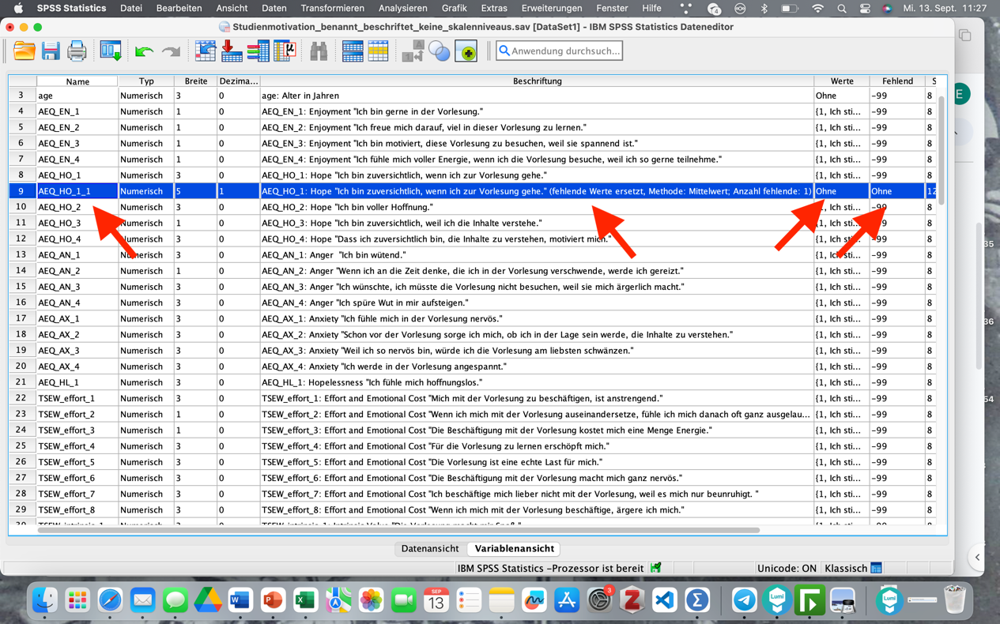 SPSS Statistics Datei Bearbeiten Ansicht Daten Transformieren Analysieren Grafik Extras Erweiterungen Fenster Hilfe 4 Mi. 13. Sept. 11:27
Studienmotivation_benannt_beschriftet_keine_skalenniveaus.sav [DataSet1] – IBM SPSS Statistics Dateneditor
Anwendung durchsuch...
Name Typ Breite Dezima... Beschriftung Werte Fehlend S
3 age Numerisch 3 0 age: Alter in Jahren Ohne -99 8
4 AEQ_EN_1 Numerisch 1 0 AEQ_EN_1: Enjoyment "Ich bin gerne in der Vorlesung." {1, Ich sti... -99 8
5 AEQ_EN_2 Numerisch 1 0 AEQ_EN_2: Enjoyment "Ich freue mich darauf, viel in dieser Vorlesung zu lernen." {1, Ich sti... -99 8
6 AEQ_EN_3 Numerisch 1 0 AEQ_EN_3: Enjoyment "Ich bin motiviert, diese Vorlesung zu besuchen, weil sie spannend ist." {1, Ich sti... -99 8
7 AEQ_EN_4 Numerisch 1 0 AEQ_EN_4: Enjoyment "Ich fühle mich voller Energie, wenn ich die Vorlesung besuche, weil ich so gerne teilnehme." {1, Ich sti... -99 8
8 AEQ_HO_1 Numerisch 3 0 AEQ_HO_1: Hope "Ich bin zuversichtlich, wenn ich zur Vorlesung gehe." {1, Ich sti... -99 8
9 AEQ_HO_1_1 Numerisch 5 1 AEQ_HO_1: Hope "Ich bin zuversichtlich, wenn ich zur Vorlesung gehe." (fehlende Werte ersetzt, Methode: Mittelwert; Anzahl fehlende: 1) Ohne Ohne 12
10 AEQ_HO_2 Numerisch 3 0 AEQ_HO_2: Hope "Ich bin voller Hoffnung." Ich sti... -99 8
11 AEQ_HO_3 Numerisch 1 0 AEQ_HO_3: Hope "Ich bin zuversichtlich, weil ich die Inhalte verstehe." 8
12 AEQ_HO_4 Numerisch 3 0 AEQ_HO_4: Hope "Dass ich zuversichtlich bin, die Inhalte zu verstehen, motiviert mich." 8
13 AEQ_AN_1 Numerisch 3 0 AEQ_AN_1: Anger "Ich bin wütend." {1, Ich sti... -99 8
14 AEQ_AN_2 Numerisch 1 0 AEQ_AN_2: Anger "Wenn ich an die Zeit denke, die ich in der Vorlesung verschwende, werde ich gereizt." {1, Ich sti... -99 8
15 AEQ_AN_3 Numerisch 3 0 AEQ_AN_3: Anger "Ich wünschte, ich müsste die Vorlesung nicht besuchen, weil sie mich ärgerlich macht." {1, Ich sti... -99 8
16 AEQ_AN_4 Numerisch 3 0 AEQ_AN_4: Anger "Ich spüre Wut in mir aufsteigen." {1, Ich sti... -99 8
17 AEQ_AX_1 Numerisch 3 0 AEQ_AX_1: Anxiety "Ich fühle mich in der Vorlesung nervös." {1, Ich sti... -99 8
18 AEQ_AX_2 Numerisch 3 0 AEQ_AX_2: Anxiety "Schon vor der Vorlesung sorge ich mich, ob ich in der Lage sein werde, die Inhalte zu verstehen." {1, Ich sti... -99 8
19 AEQ_AX_3 Numerisch 3 0 AEQ_AX_3: Anxiety "Weil ich so nervös bin, würde ich die Vorlesung am liebsten schwänzen." {1, Ich sti... -99 8
20 AEQ_AX_4 Numerisch 3 0 AEQ_AX_4: Anxiety "Ich werde in der Vorlesung angespannt." {1, Ich sti... -99 8
21 AEQ_HL_1 Numerisch 3 0 AEQ_HL_1: Hopelessness "Ich fühle mich hoffnungslos." {1, Ich sti... -99 8
22 TSEW_effort_1 Numerisch 3 0 TSEW_effort_1: Effort and Emotional Cost "Mich mit der Vorlesung zu beschäftigen, ist anstrengend." {1, Ich sti... -99 8
23 TSEW_effort_2 Numerisch 1 0 TSEW_effort_2: Effort and Emotional Cost "Wenn ich mich mit der Vorlesung auseinandersetze, fühle ich mich danach oft ganz ausgelau... {1, Ich sti... -99 8
24 TSEW_effort_3 Numerisch 1 0 TSEW_effort_3: Effort and Emotional Cost "Die Beschäftigung mit der Vorlesung kostet mich eine Menge Energie." {1, Ich sti... -99 8
25 TSEW_effort_4 Numerisch 3 0 TSEW_effort_4: Effort and Emotional Cost "Für die Vorlesung zu lernen erschöpft mich." {1, Ich sti... -99 8
26 TSEW_effort_5 Numerisch 3 0 TSEW_effort_5: Effort and Emotional Cost "Die Vorlesung ist eine echte Last für mich." {1, Ich sti... -99 8
27 TSEW_effort_6 Numerisch 3 0 TSEW_effort_6: Effort and Emotional Cost "Die Beschäftigung mit der Vorlesung macht mich ganz nervös." {1, Ich sti... -99 8
28 TSEW_effort_7 Numerisch 3 0 TSEW_effort_7: Effort and Emotional Cost "Ich beschäftige mich lieber nicht mit der Vorlesung, weil es mich nur beunruhigt. " {1, Ich sti... -99 8
29 TSEW_effort_8 Numerisch 3 0 TSEW_effort_8: Effort and Emotional Cost "Wenn ich mich mit der Vorlesung beschäftige, ärgere ich mich." {1, Ich sti... -99 8
Datenansicht Variablenansicht
IBM SPSS Statistics -Prozessor ist bereit Unicode: ON Klassisch
E
35
36
54
SEP
13
3
Lumi
Lumi